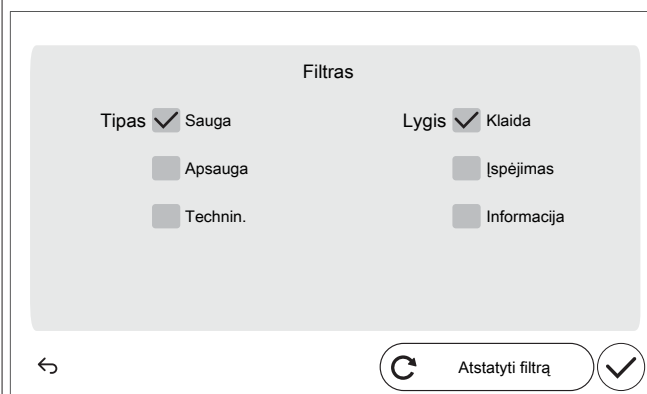 Filtras
Tipas Sauga Lygis Klaida
Apsauga Įspėjimas
Technin. Informacija
Atstatyti filtrą